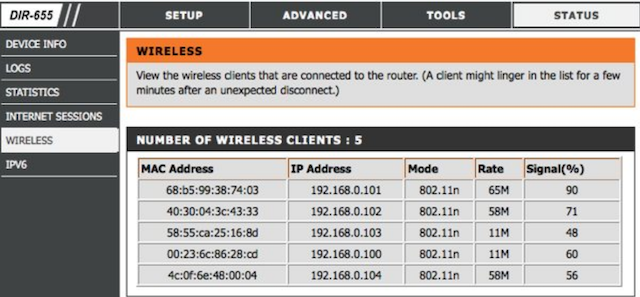 DIR-655 SETUP ADVANCED TOOLS STATUS
DEVICE INFO
LOGS
STATISTICS
INTERNET SESSIONS
WIRELESS
IPV6
WIRELESS
View the wireless clients that are connected to the router. (A client might linger in the list for a few
minutes after an unexpected disconnect.)
NUMBER OF WIRELESS CLIENTS : 5
MAC Address IP Address Mode Rate Signal(%)
68:b5:99:38:74:03 192.168.0.101 802.11n 65M 90
40:30:04:3c:43:33 192.168.0.102 802.11n 58M 71
58:55:ca:25:16:8d 192.168.0.103 802.11n 11M 48
00:23:6c:86:28:cd 192.168.0.100 802.11n 11M 60
4c:0f:6e:48:00:04 192.168.0.104 802.11n 58M 56